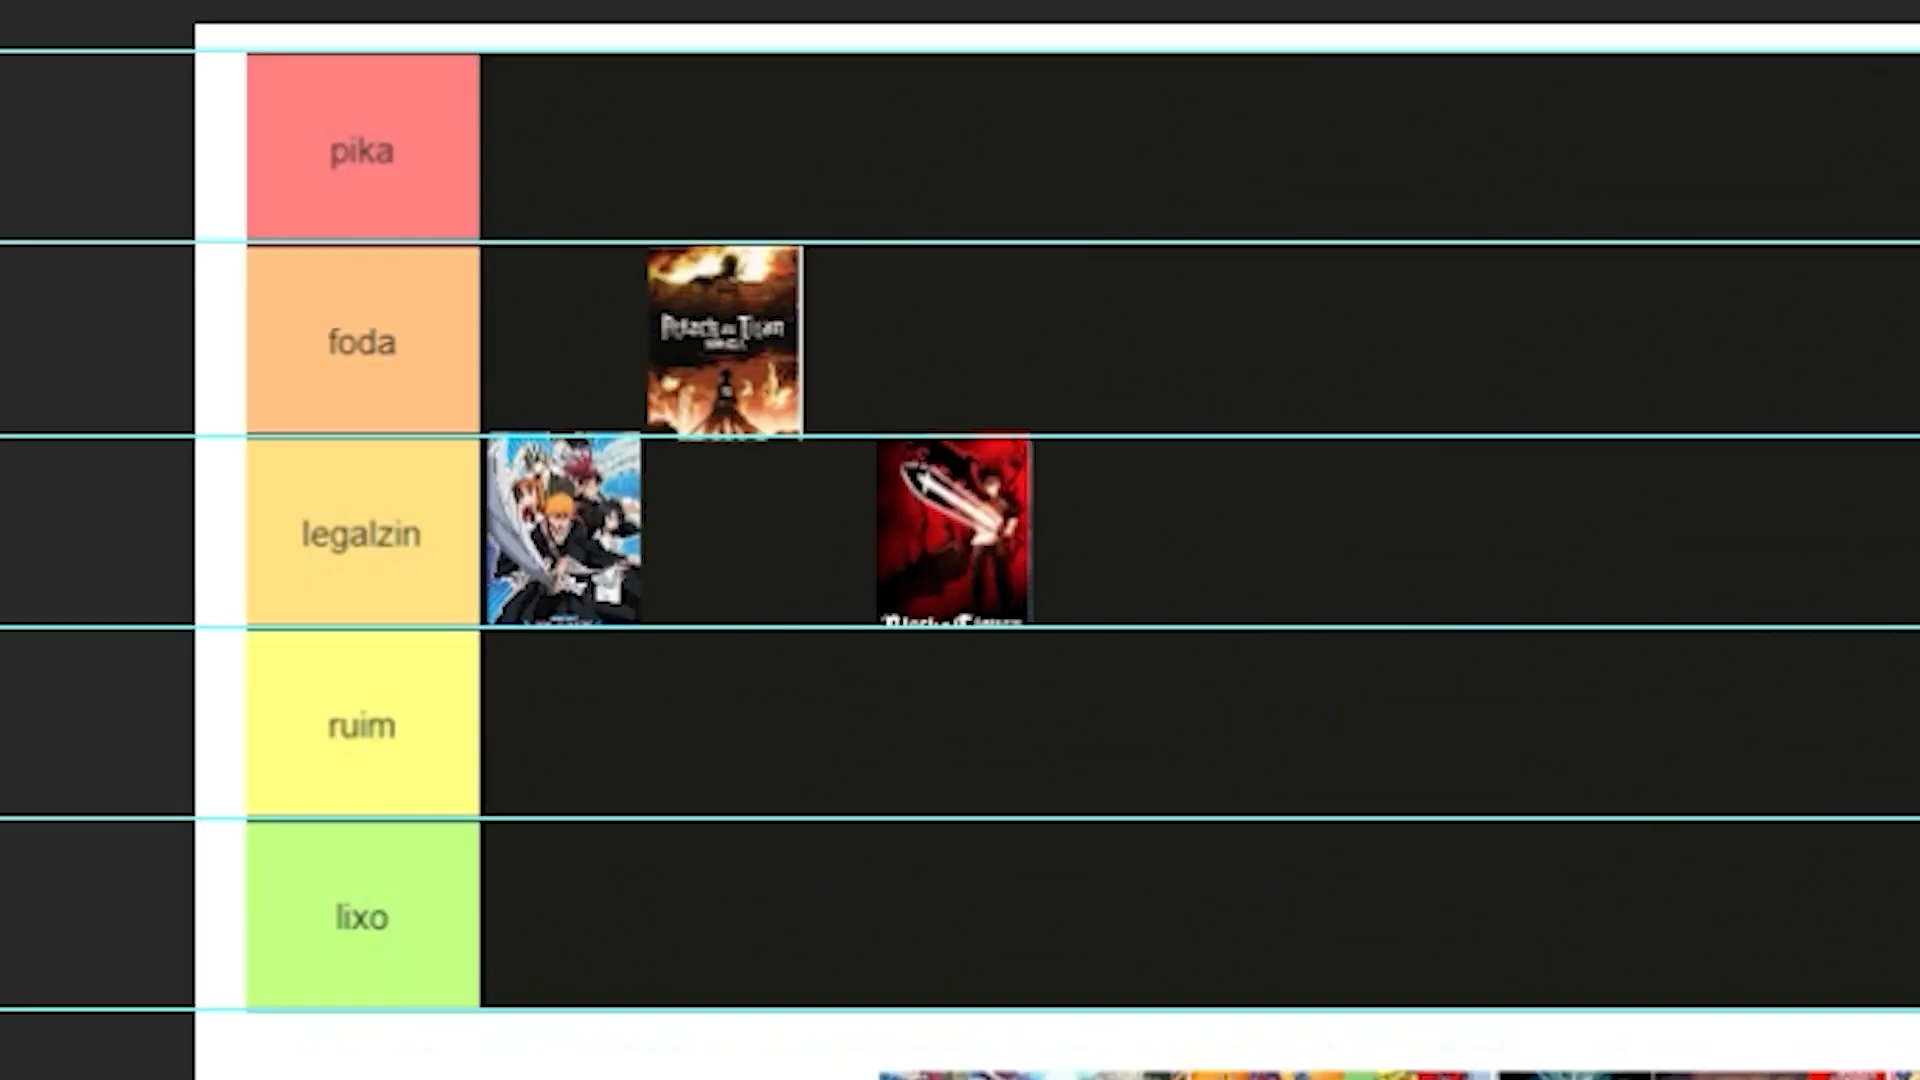 pika
foda
Attack on Titan
legalzin
ruim
lixo